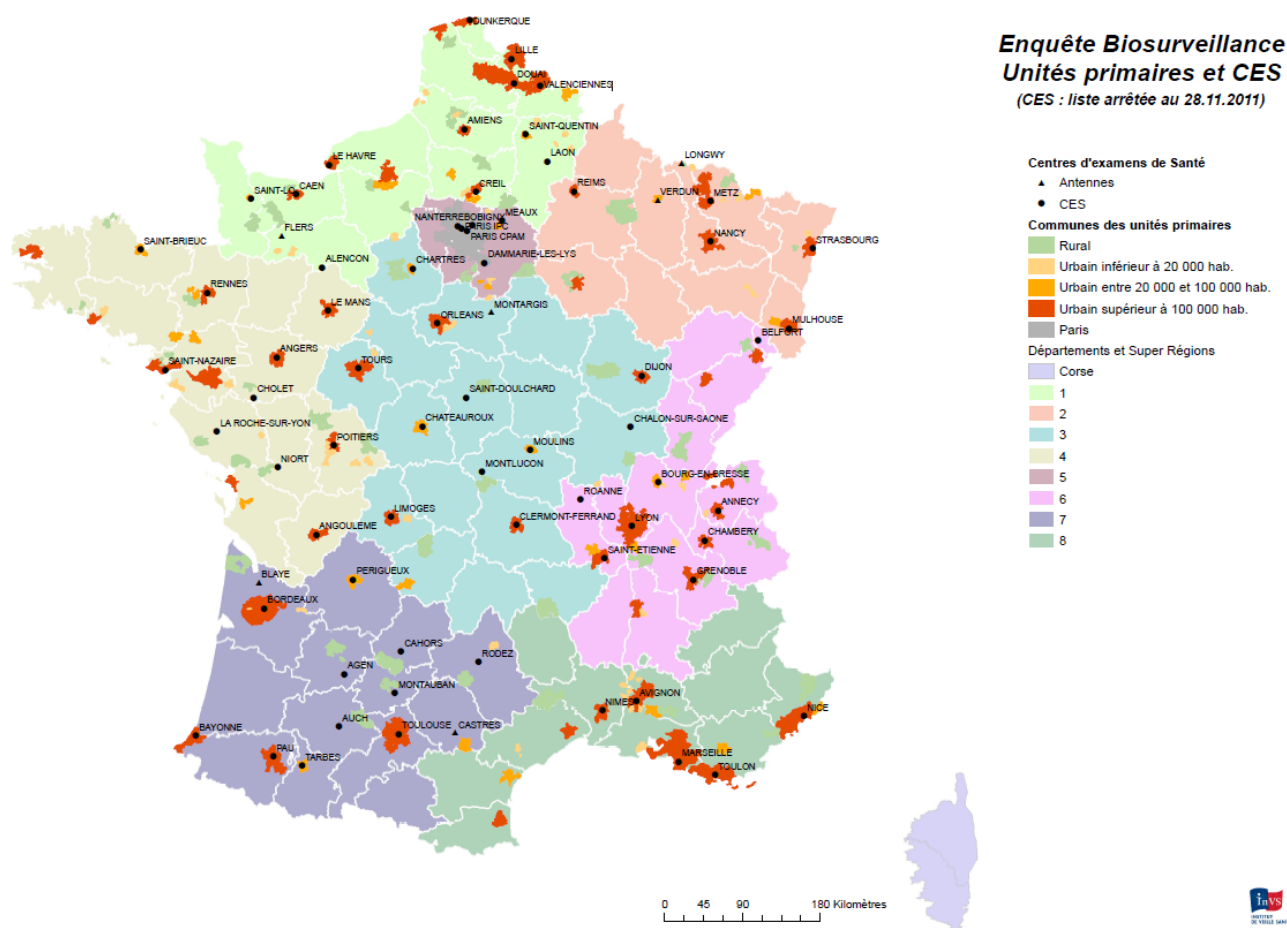 Enquête Biosurveillance
Unités primaires et CES
(CES : liste arrêtée au 28.11.2011)
Centres d'examens de Santé
Antennes
CES
Communes des unités primaires
Rural
Urbain inférieur à 20 000 hab.
Urbain entre 20 000 et 100 000 hab.
Urbain supérieur à 100 000 hab.
Paris
Départements et Super Régions
Corse
1
2
3
4
5
6
7
8
DUNKERQUE
LILLE
DOUAI
VALENCIENNES
AMIENS
SAINT-QUENTIN
LE HAVRE
LAON
LONGWY
SAINT-LO
CAEN
CREIL
REIMS
VERDUN
METZ
FLERS
NANTERRE
BOBIGNY
MEAUX
PARIS IPC
PARIS CPAM
NANCY
STRASBOURG
SAINT-BRIEUC
ALENCON
CHARTRES
DAMMARIE-LES-LYS
RENNES
LE MANS
ORLEANS
MONTARGIS
MULHOUSE
BELFORT
ANGERS
SAINT-NAZAIRE
TOURS
DIJON
CHOLET
SAINT-DOULCHARD
LA ROCHE-SUR-YON
CHATEAUROUX
CHALON-SUR-SAONE
POITIERS
MOULINS
NIORT
MONTLUCON
BOURG-EN-BRESSE
ROANNE
ANNECY
LIMOGES
CLERMONT-FERRAND
LYON
ANGOULEME
CHAMBERY
SAINT-ETIENNE
BLAYE
PERIGUEUX
GRENOBLE
BORDEAUX
CAHORS
RODEZ
AGEN
MONTAUBAN
AVIGNON
NIMES
NICE
AUCH
BAYONNE
TOULOUSE
CASTRES
PAU
TARBES
MARSEILLE
TOULON
0 45 90 180 Kilomètres
INVS
INSTITUT
DE VEILLE SAN